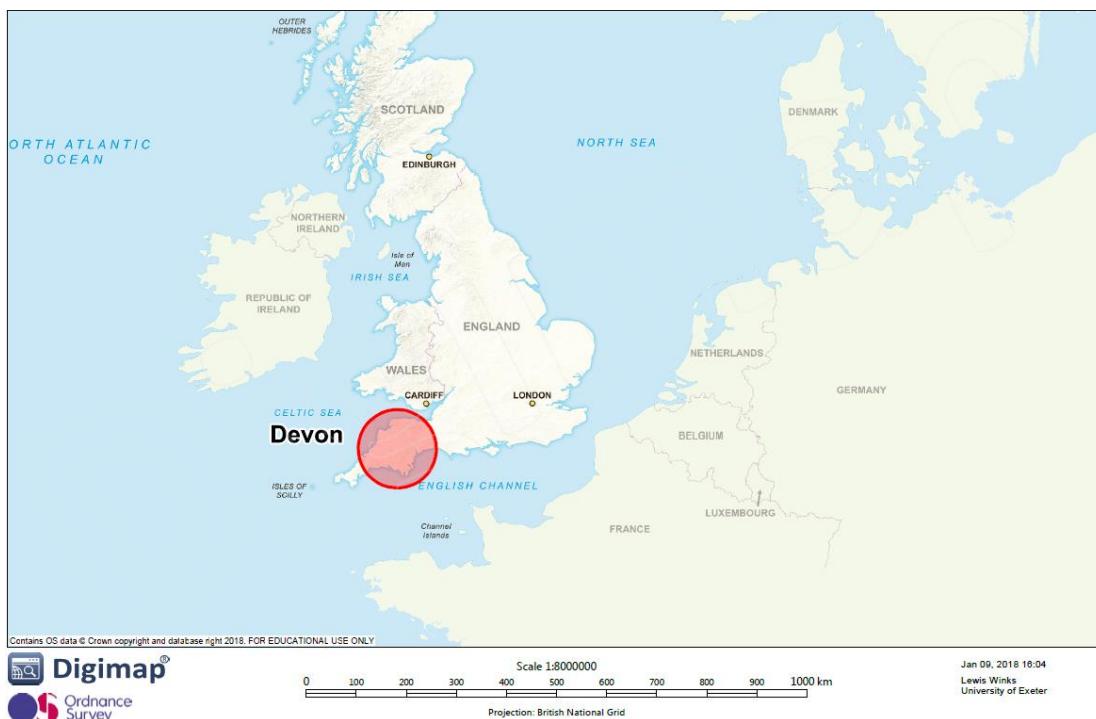 OUTER
HEBRIDES
SCOTLAND
DENMARK
ORTH ATLANTIC
OCEAN
NORTH SEA
EDINBURGH
NORTHERN
IRELAND
Isle of
Man
IRISH SEA
REPUBLIC OF
IRELAND
ENGLAND
NETHERLANDS
WALES
GERMANY
CARDIFF
LONDON
CELTIC SEA
Devon
BELGIUM
ISLES OF
SCILLY
ENGLISH CHANNEL
LUXEMBOURG
Channel
Islands
FRANCE
Contains OS data © Crown copyright and database right 2018. FOR EDUCATIONAL USE ONLY
Digimap®
Ordnance
Survey
Scale 1:8000000
0 100 200 300 400 500 600 700 800 900 1000 km
Projection: British National Grid
Jan 09, 2018 16:04
Lewis Winks
University of Exeter